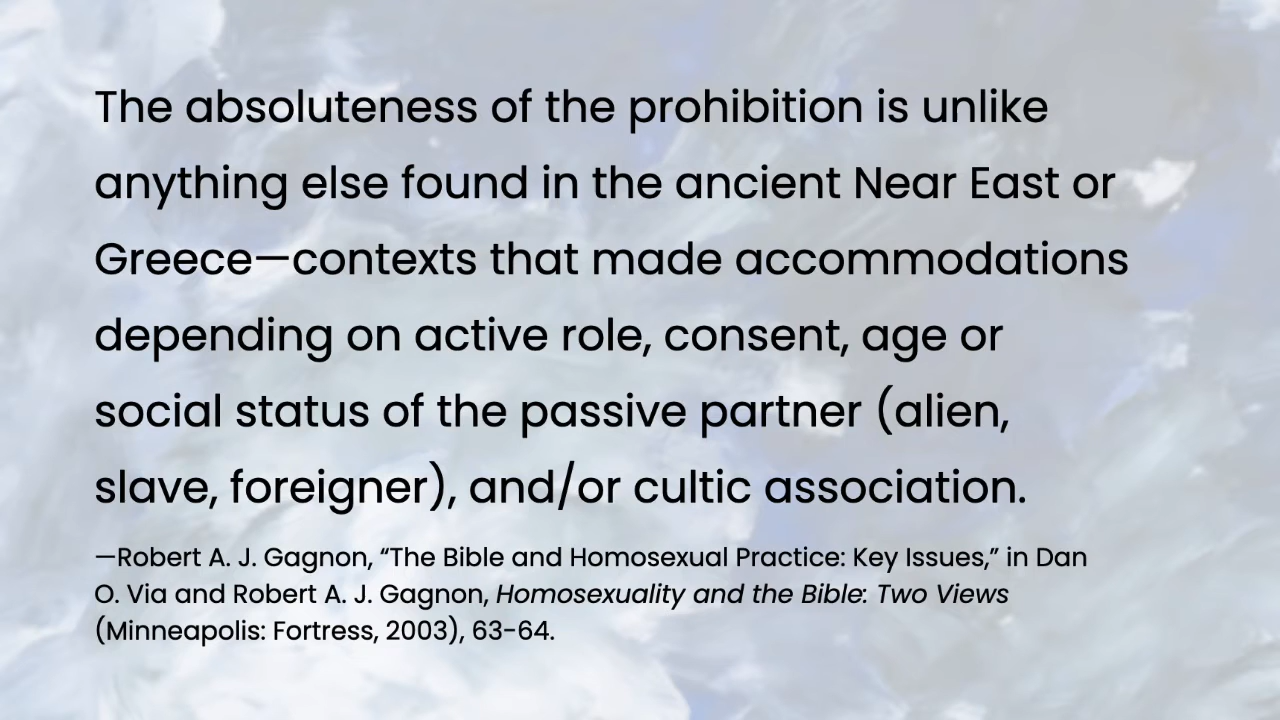 The absoluteness of the prohibition is unlike
anything else found in the ancient Near East or
Greece—contexts that made accommodations
depending on active role, consent, age or
social status of the passive partner (alien,
slave, foreigner), and/or cultic association.
—Robert A. J. Gagnon, “The Bible and Homosexual Practice: Key Issues,” in Dan
O. Via and Robert A. J. Gagnon, Homosexuality and the Bible: Two Views
(Minneapolis: Fortress, 2003), 63-64.